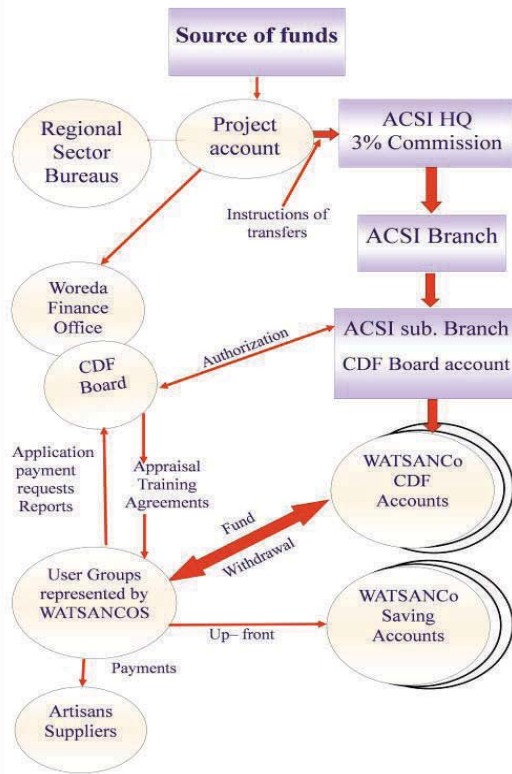 Source of funds
Regional
Sector
Bureaus
Project
account
ACSI HQ
3% Commission
Instructions of
transfers
ACSI Branch
Woreda
Finance
Office
CDF
Board
Authorization
ACSI sub. Branch
CDF Board account
Application
payment
requests
Reports
Appraisal
Training
Agreements
WATSANCo
CDF
Accounts
Fund
Withdrawal
User Groups
represented by
WATSANCOS
Up– front
WATSANCo
Saving
Accounts
Payments
Artisans
Suppliers